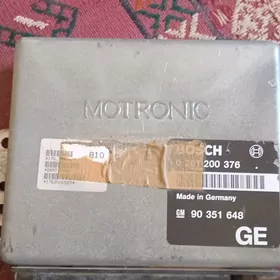 MOTRONIC
810
BOSCH
0 261 200 376
Made in Germany
GM 90 351 648
GE